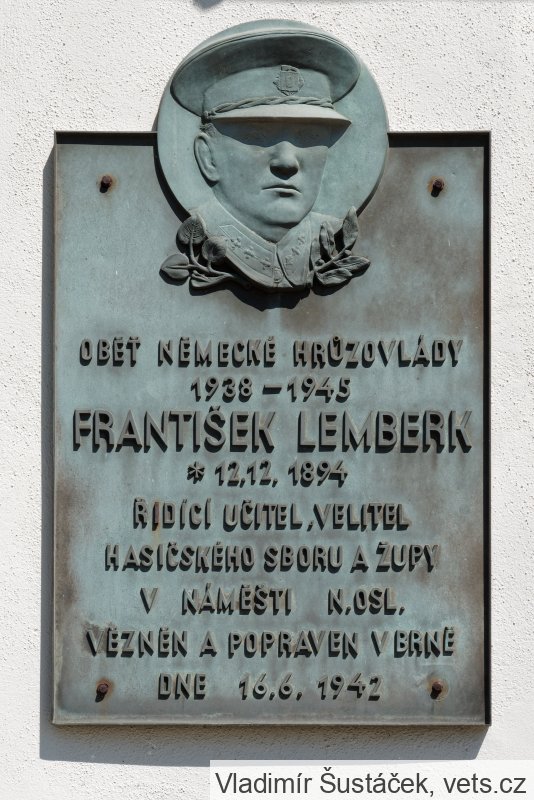 OBĚŤ NĚMECKÉ HRŮZOVLÁDY
1938 – 1945
FRANTIŠEK LEMBERK
* 12.12. 1894
ŘIDÍCÍ UČITEL, VELITEL
HASIČSKÉHO SBORU A ŽUPY
V NÁMĚŠTI N.OSL.
VĚZNĚN A POPRAVEN V BRNĚ
DNE 16.6. 1942
Vladimír Šustáček, vets.cz